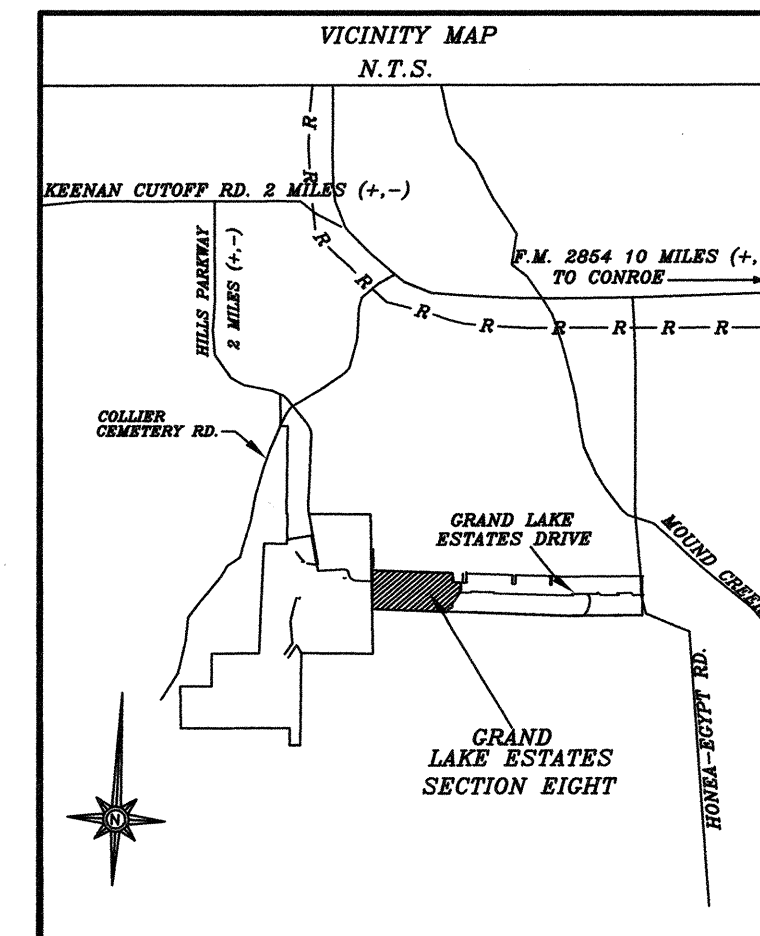 VICINITY MAP
N.T.S.
R
R
KEENAN CUTOFF RD. 2 MILES (+,-)
R
R
F.M. 2854 10 MILES (+,
TO CONROE
R R R R R R
HILLS PARKWAY
2 MILES (+,-)
COLLIER
CEMETERY RD.
GRAND LAKE
ESTATES DRIVE
MOUND CREEK
HONEA-EGYPT RD.
GRAND
LAKE ESTATES
SECTION EIGHT
N